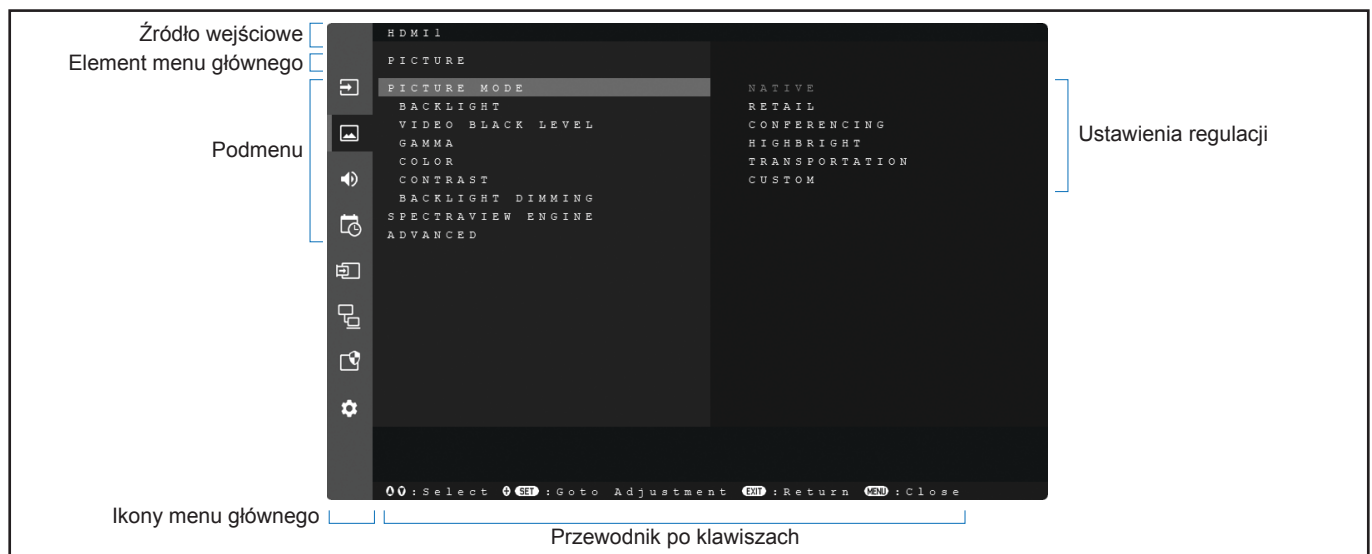 Źródło wejściowe
Element menu głównego
Podmenu
HDMI1
PICTURE
PICTURE MODE
BACKLIGHT
VIDEO BLACK LEVEL
GAMMA
COLOR
CONTRAST
BACKLIGHT DIMMING
SPECTRAVIEW ENGINE
ADVANCED
NATIVE
RETAIL
CONFERENCING
HIGHBRIGHT
TRANSPORTATION
CUSTOM
Ustawienia regulacji
:Select SET :Goto Adjustment EXIT :Return MENU :Close
Ikony menu głównego
Przewodnik po klawiszach